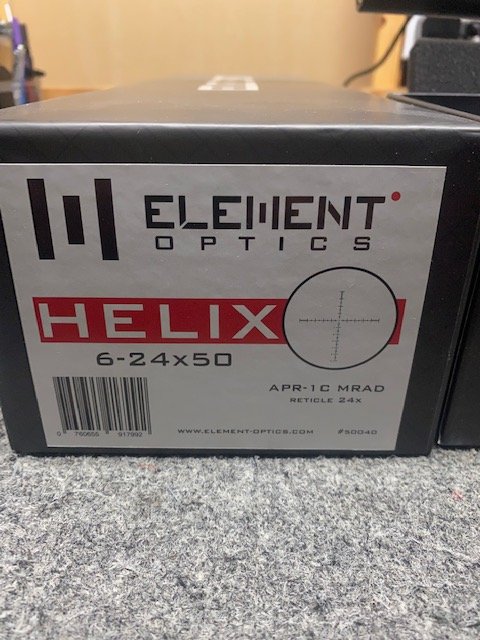 ELEMENT
OPTICS
HELIX
6-24x50
APR-1C MRAD
RETICLE 24x
0 760655 917992
WWW.ELEMENT-OPTICS.COM
#50040